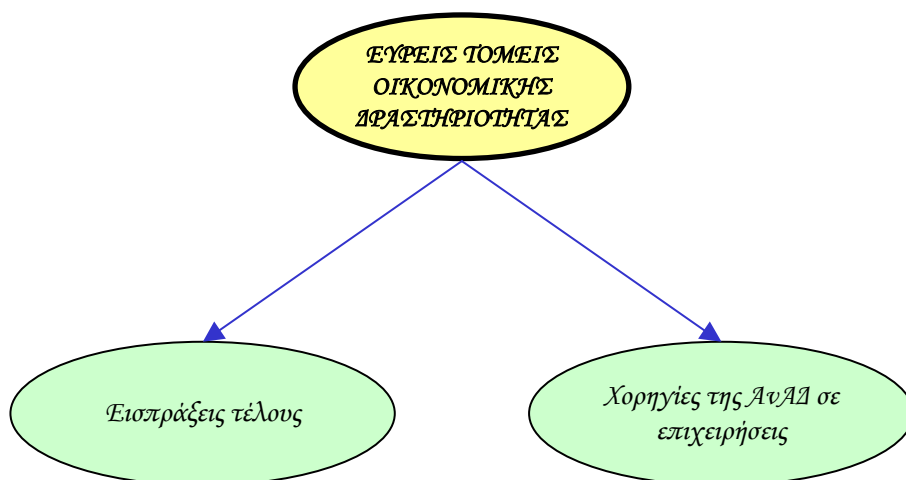 ΕΥΡΕΙΣ ΤΟΜΕΙΣ
ΟΙΚΟΝΟΜΙΚΗΣ
ΔΡΑΣΤΗΡΙΟΤΗΤΑΣ
Εισπράξεις τέλους
Χορηγίες της ΑνΑΔ σε
επιχειρήσεις